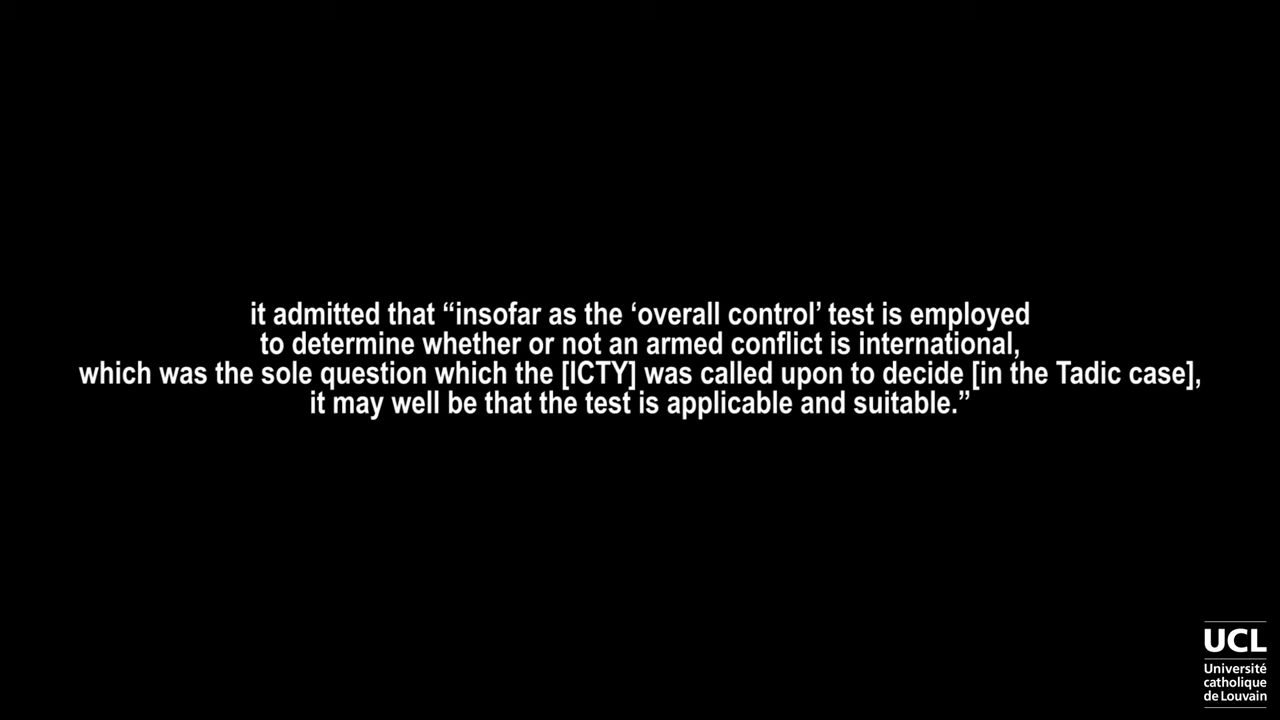 it admitted that “insofar as the ‘overall control’ test is employed
to determine whether or not an armed conflict is international,
which was the sole question which the [ICTY] was called upon to decide [in the Tadic case],
it may well be that the test is applicable and suitable.”
UCL
Université
catholique
de Louvain